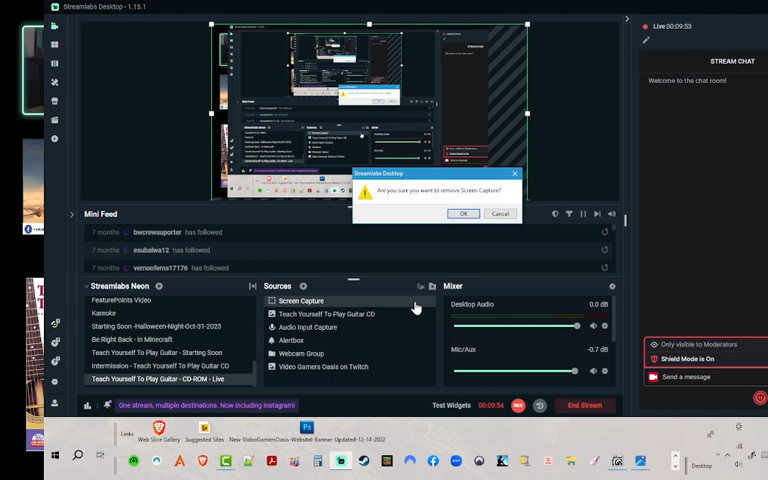 Streamlabs Desktop - 1.15.1
Live 00:09:53
STREAM CHAT
Welcome to the chat room!
Streamlabs Desktop
Are you sure you want to remove Screen Capture?
OK
Cancel
Mini Feed
7 months bwcrewsuporter has followed
7 months esubalwa12 has followed
7 months vernonferns17176 has followed
Streamlabs Neon
FeaturePoints Video
Kareoke
Starting Soon -Halloween-Night-Oct-31-2023
Be Right Back - in Minecraft
Teach Yourself To Play Guitar - Starting Soon
Intermission - Teach Yourself To Play Guitar CD
Teach Yourself To Play Guitar - CD-ROM - Live
Sources
Screen Capture
Teach Yourself To Play Guitar CD
Audio Input Capture
Alertbox
Webcam Group
Video Gamers Oasis on Twitch
Mixer
Desktop Audio 0.0 dB
Mic/Aux -0.7 dB
Only visible to Moderators
Shield Mode is On
Send a message
One stream, multiple destinations. Now including Instagram!
Test Widgets
00:09:54
REC
End Stream
Links
Web Slice Gallery
Suggested Sites
New-VideoGamersOasis-Website-Banner-Updated-12-14-2022
Desktop